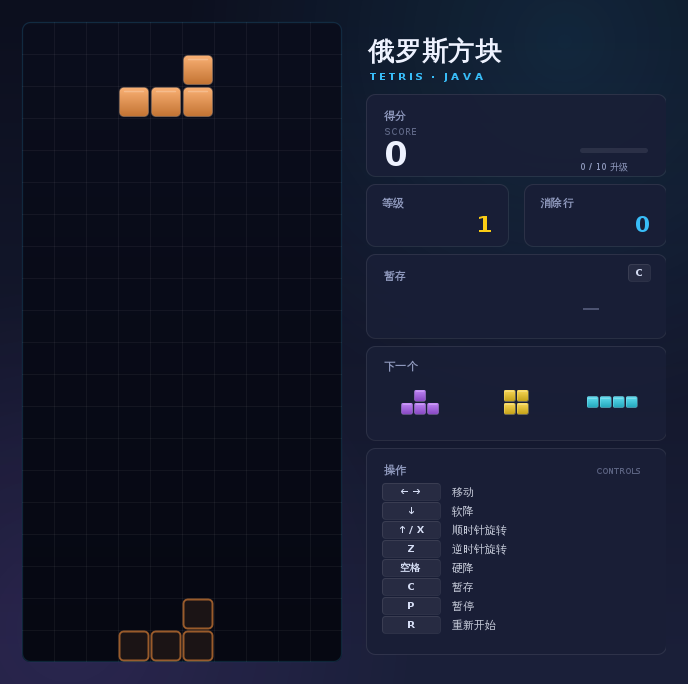 俄罗斯方块
TETRIS · JAVA
得分
SCORE
0
0 / 10 升级
等级
1
消除行
0
暂存
C
—
下一个
操作
CONTROLS
← → 移动
↓ 软降
↑ / X 顺时针旋转
Z 逆时针旋转
空格 硬降
C 暂存
P 暂停
R 重新开始